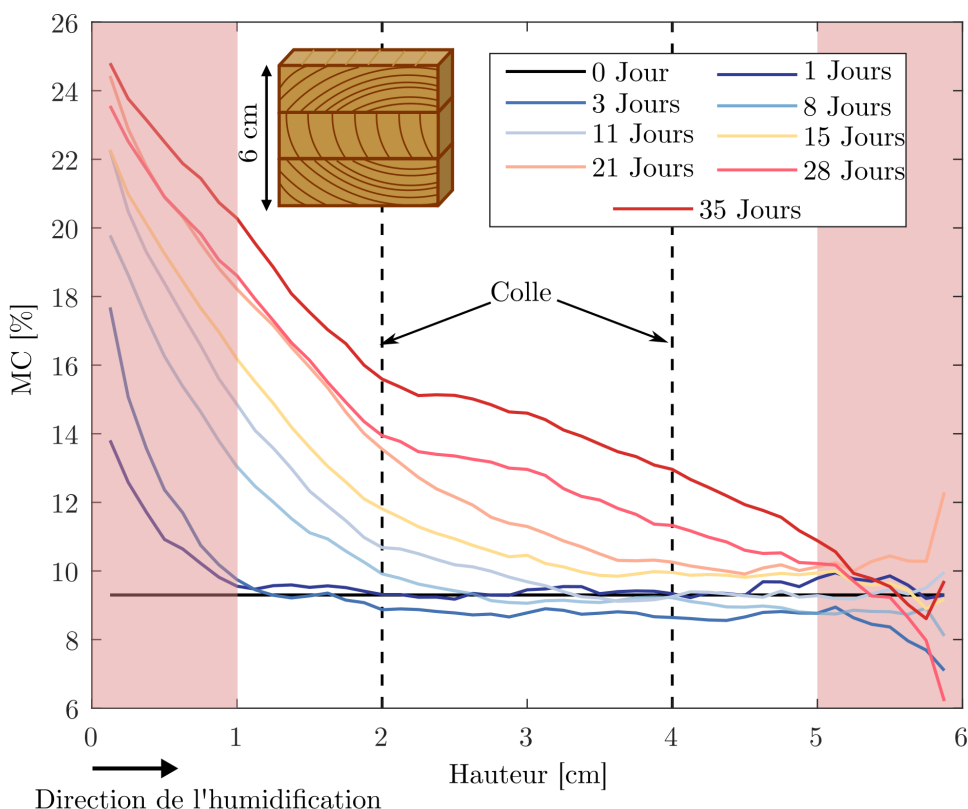 26
24
22
20
18
16
14
12
10
8
6
MC [%]
6 cm
0 Jour
1 Jours
3 Jours
8 Jours
11 Jours
15 Jours
21 Jours
28 Jours
35 Jours
Colle
0 1 2 3 4 5 6
Hauteur [cm]
Direction de l'humidification